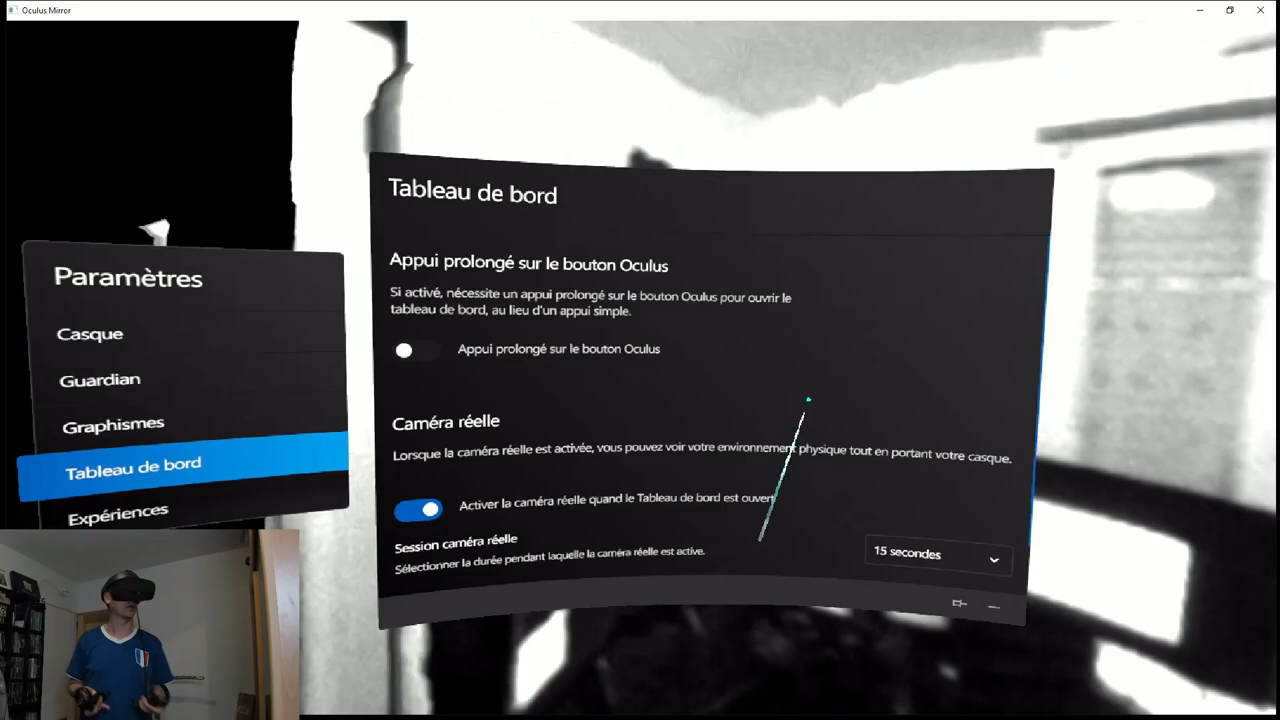 Oculus Mirror
Tableau de bord
Appui prolongé sur le bouton Oculus
Si activé, nécessite un appui prolongé sur le bouton Oculus pour ouvrir le
tableau de bord, au lieu d'un appui simple.
Appui prolongé sur le bouton Oculus
Caméra réelle
Lorsque la caméra réelle est activée, vous pouvez voir votre environnement physique tout en portant votre casque.
Activer la caméra réelle quand le Tableau de bord est ouvert
Session caméra réelle
Sélectionner la durée pendant laquelle la caméra réelle est active.
15 secondes
Paramètres
Casque
Guardian
Graphismes
Tableau de bord
Expériences